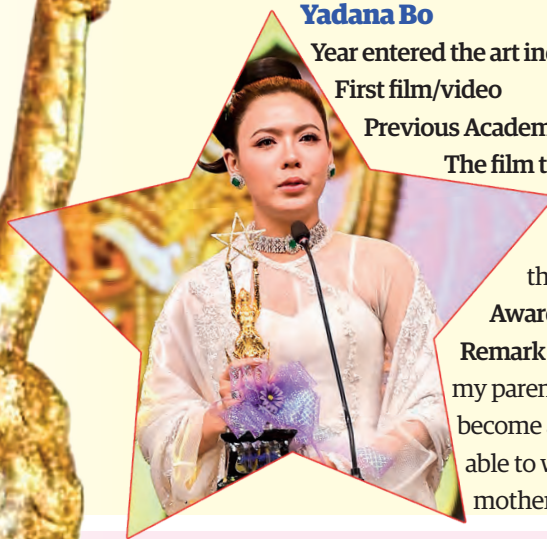 Yadana Bo
Year entered the art in
First film/video
Previous Academ
The film t
th
Awar
Remark
my paren
become
able to
mother